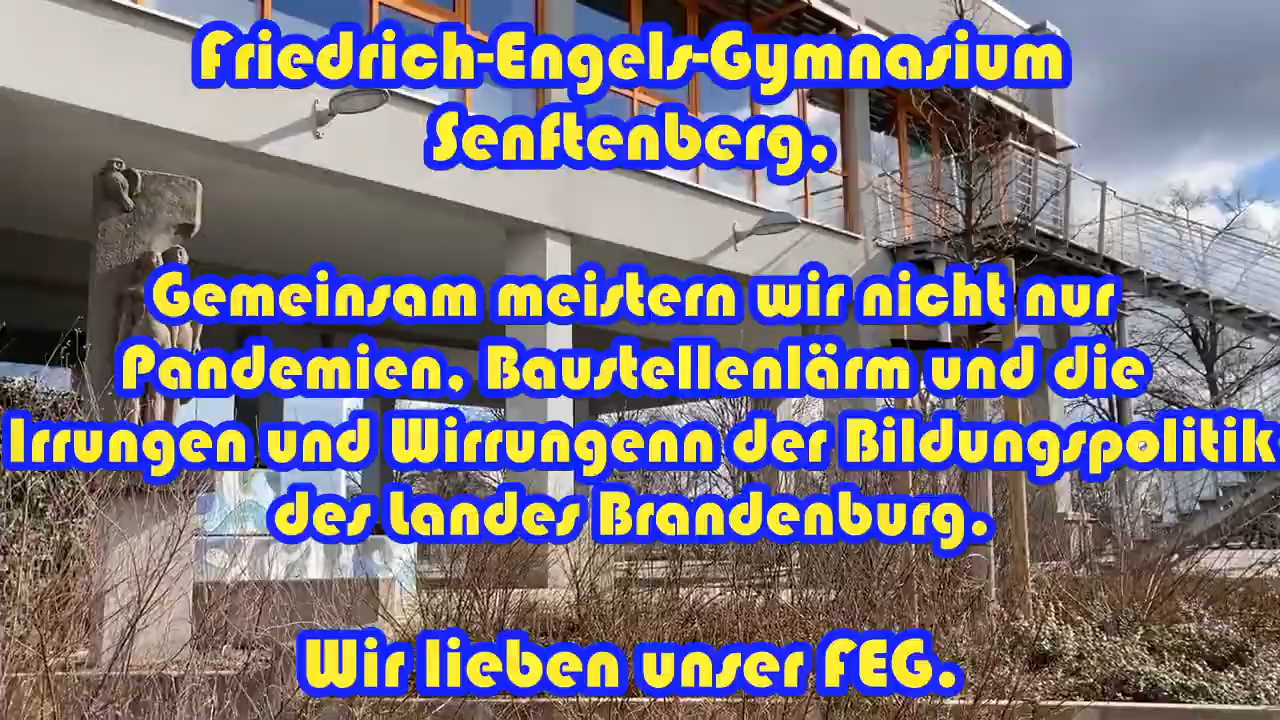 Friedrich-Engels-Gymnasium
Senftenberg,
Gemeinsam meistern wir nicht nur
Pandemien, Baustellenlärm und die
Irrungen und Wirrungenn der Bildungspolitik
des Landes Brandenburg.
Wir lieben unser FEG.